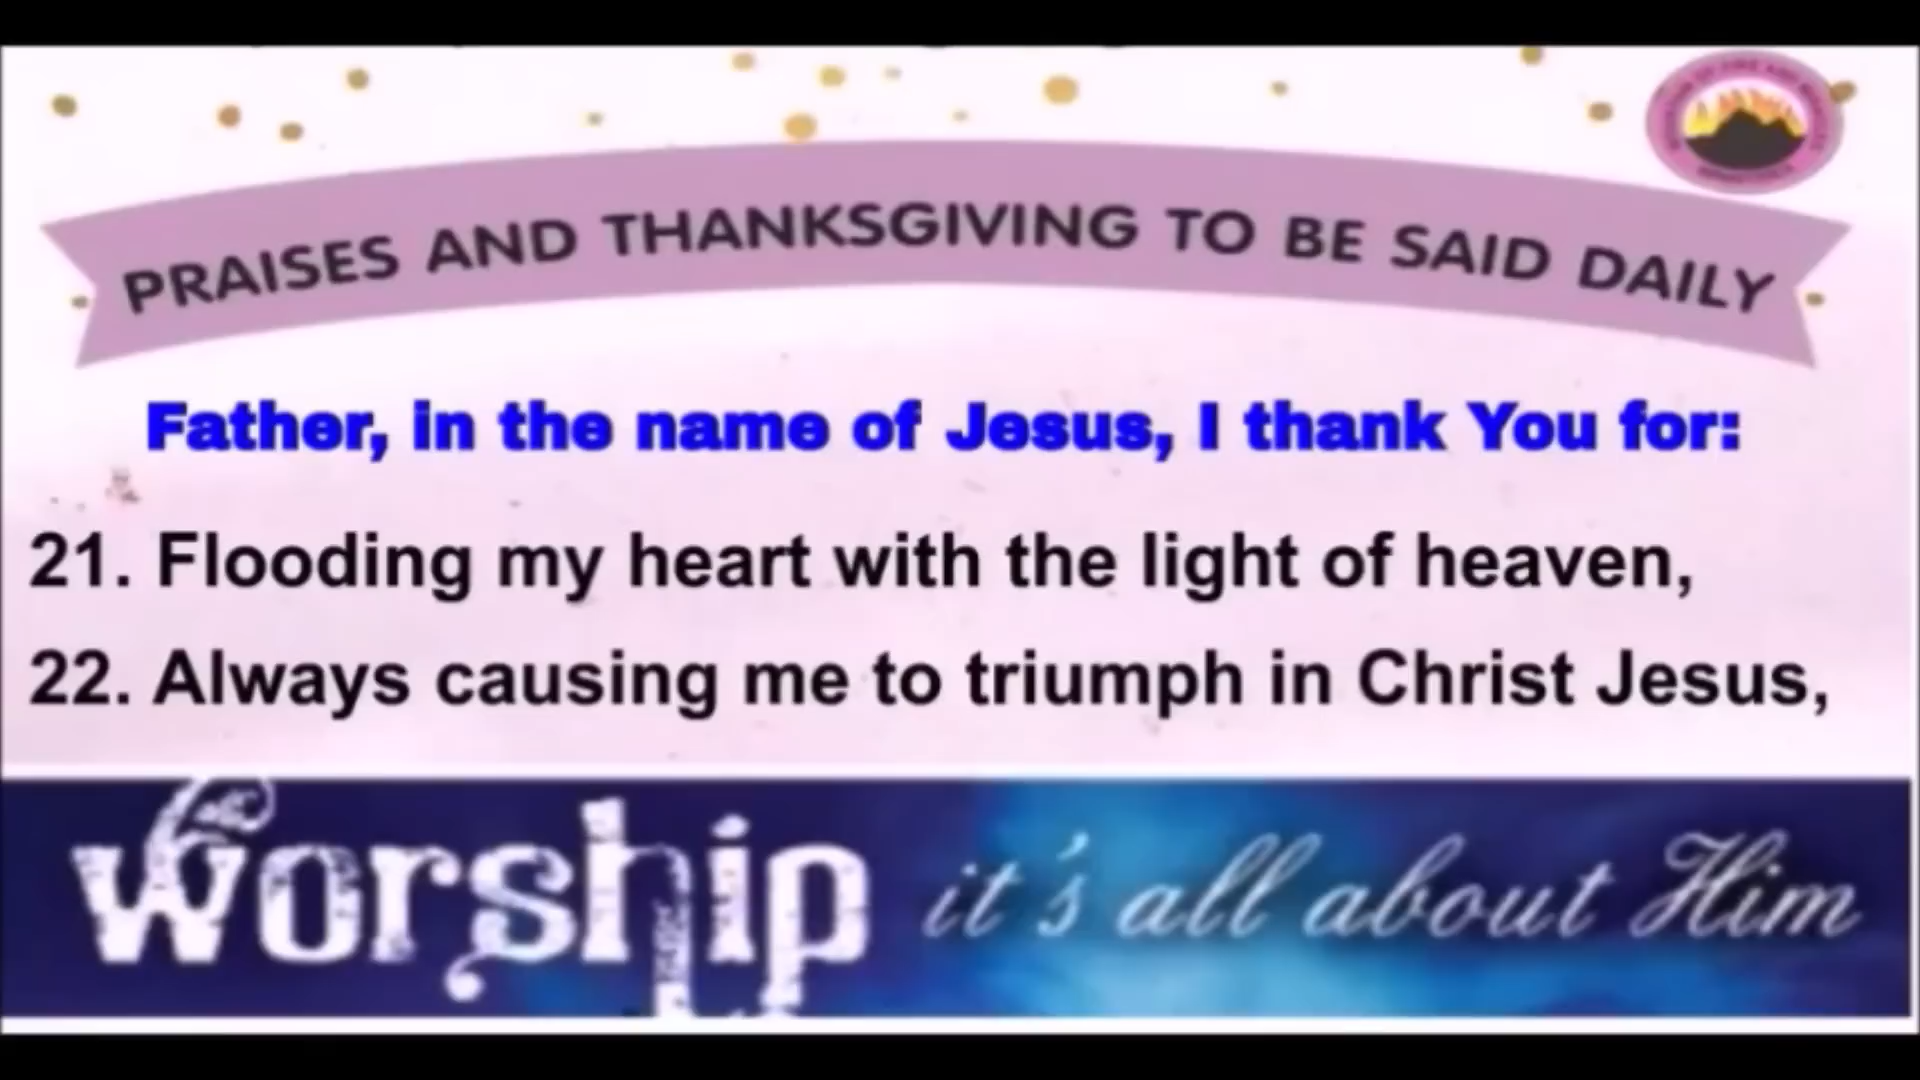 PRAISES AND THANKSGIVING TO BE SAID DAILY
Father, in the name of Jesus, I thank You for:
21. Flooding my heart with the light of heaven,
22. Always causing me to triumph in Christ Jesus,
worship it's all about Him